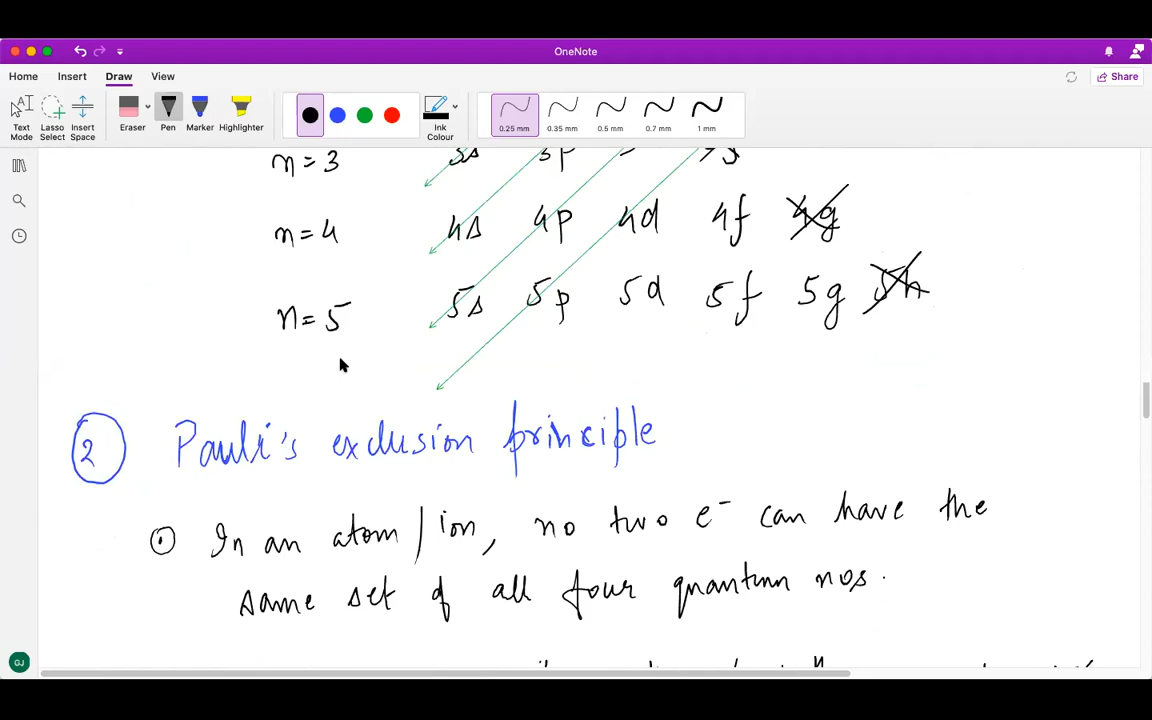 OneNote
Home Insert Draw View
Share
Text Mode
Lasso Select
Insert Space
Eraser
Pen
Marker
Highlighter
Ink Colour
0.25 mm 0.35 mm 0.5 mm 0.7 mm 1 mm
n = 3 3s 3p
n = 4 4s 4p 4d 4f 4g
n = 5 5s 5p 5d 5f 5g 5h
2 Pauli's exclusion principle
In an atom/ion, no two e⁻ can have the
same set of all four quantum nos.
GJ